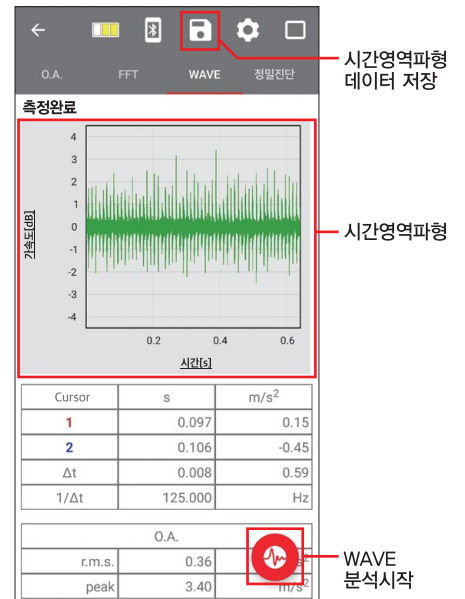 시간영역파형
데이터 저장
O.A. FFT WAVE 정밀진단
측정완료
4
3
2
1
0
-1
-2
-3
-4
가속도[dB]
0.2 0.4 0.6
시간[s]
시간영역파형
Cursor s m/s²
1 0.097 0.15
2 0.106 -0.45
Δt 0.008 0.59
1/Δt 125.000 Hz
O.A.
r.m.s. 0.36 s²
peak 3.40 m/s²
WAVE
분석시작